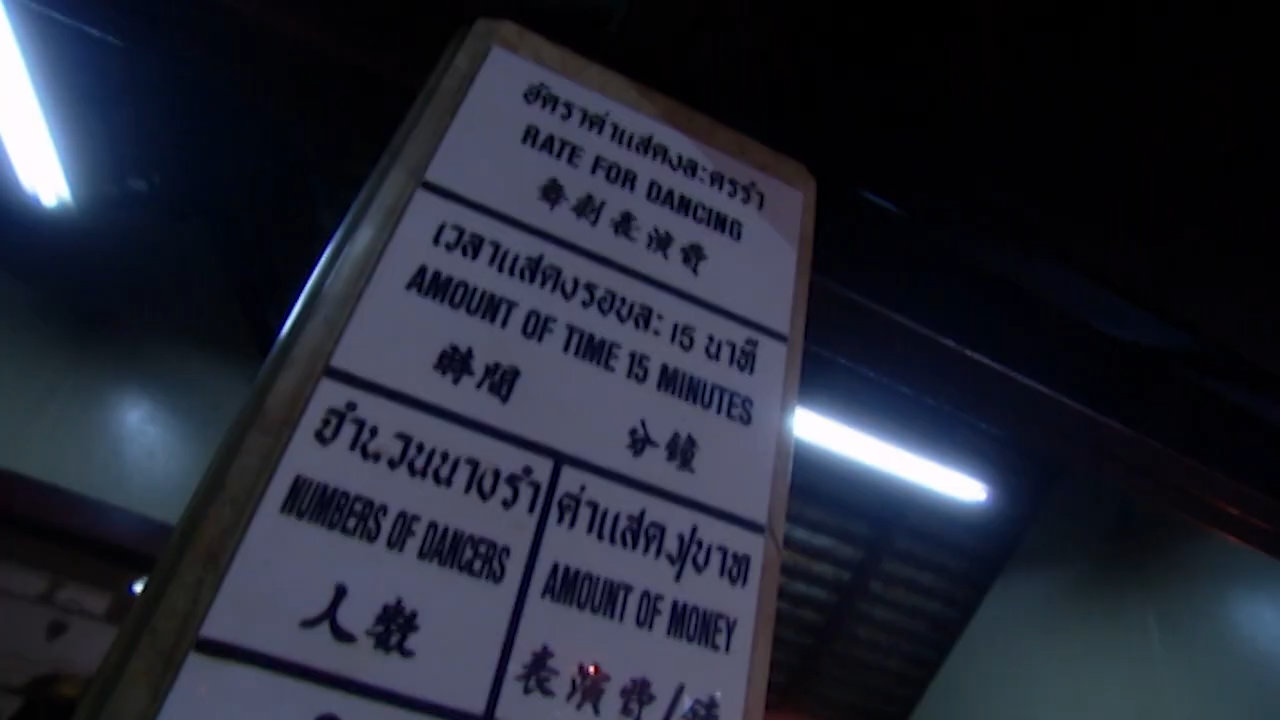 อัตราค่าแสดงละครรำ
RATE FOR DANCING
舞劇表演費
เวลาแสดงรอบละ 15 นาที
AMOUNT OF TIME 15 MINUTES
時間 分鐘
จำนวนนางรำ
NUMBERS OF DANCERS
人數
ค่าแสดง/บาท
AMOUNT OF MONEY
表演費/